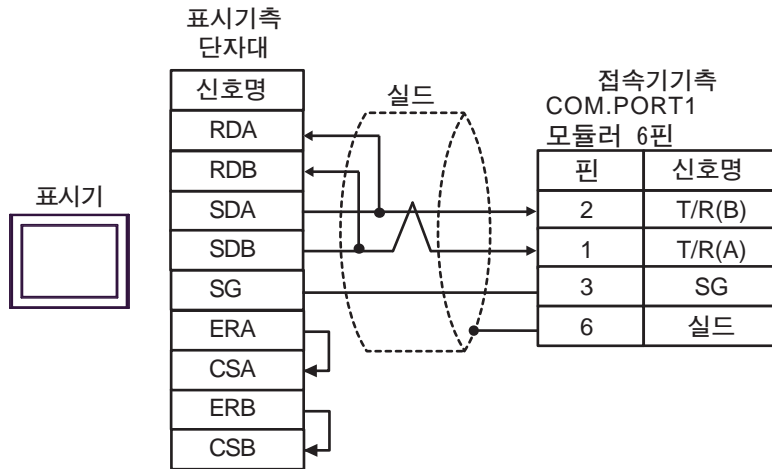 표시기측
단자대
신호명
RDA
RDB
SDA
SDB
SG
ERA
CSA
ERB
CSB
표시기
실드
접속기기측
COM.PORT1
모듈러 6핀
핀 신호명
2 T/R(B)
1 T/R(A)
3 SG
6 실드